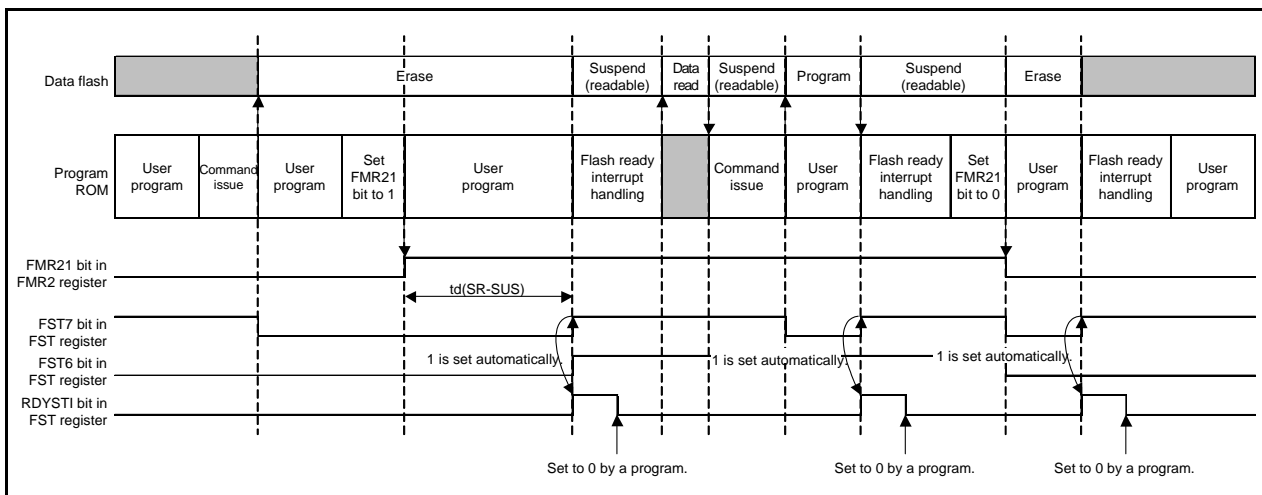 Data flash
Erase
Suspend
(readable)
Data
read
Suspend
(readable)
Program
Suspend
(readable)
Erase
Program
ROM
User
program
Command
issue
User
program
Set
FMR21
bit to 1
User
program
Flash ready
interrupt
handling
Command
issue
User
program
Flash ready
interrupt
handling
Set
FMR21
bit to 0
User
program
Flash ready
interrupt
handling
User
program
FMR21 bit in
FMR2 register
td(SR-SUS)
FST7 bit in
FST register
1 is set automatically.
1 is set automatically.
1 is set automatically.
FST6 bit in
FST register
RDYSTI bit in
FST register
Set to 0 by a program.
Set to 0 by a program.
Set to 0 by a program.